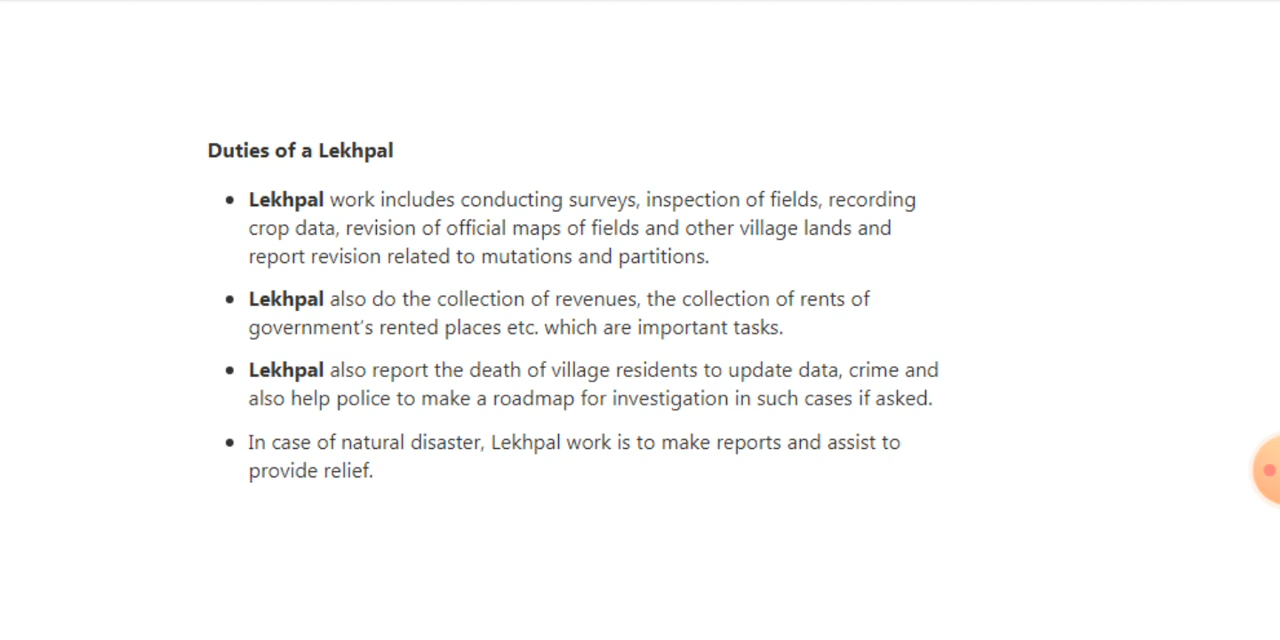 Duties of a Lekhpal
• Lekhpal work includes conducting surveys, inspection of fields, recording
crop data, revision of official maps of fields and other village lands and
report revision related to mutations and partitions.
• Lekhpal also do the collection of revenues, the collection of rents of
government's rented places etc. which are important tasks.
• Lekhpal also report the death of village residents to update data, crime and
also help police to make a roadmap for investigation in such cases if asked.
• In case of natural disaster, Lekhpal work is to make reports and assist to
provide relief.